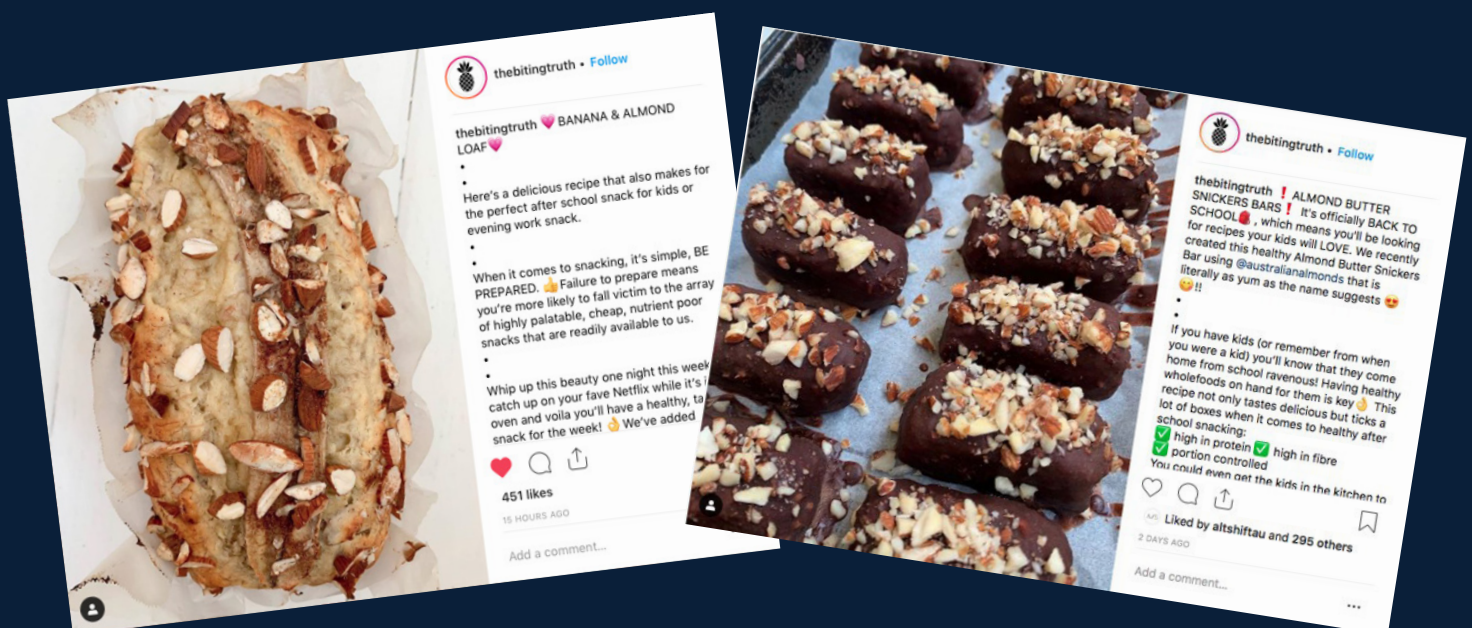 thebitingtruth • Follow
thebitingtruth 💗 BANANA & ALMOND
LOAF💗
•
•
Here's a delicious recipe that also makes for
the perfect after school snack for kids or
evening work snack.
•
•
When it comes to snacking, it's simple, BE
PREPARED. 👍Failure to prepare means
you're more likely to fall victim to the array
of highly palatable, cheap, nutrient poor
snacks that are readily available to us.
•
•
Whip up this beauty one night this week
catch up on your fave Netflix while it's i
oven and voila you'll have a healthy, ta
snack for the week! 👌We've added
451 likes
15 HOURS AGO
Add a comment...
thebitingtruth • Follow
thebitingtruth ❗ ALMOND BUTTER
SNICKERS BARS❗ It's officially BACK TO
SCHOOL🎒, which means you'll be looking
for recipes your kids will LOVE. We recently
created this healthy Almond Butter Snickers
Bar using @australianalmonds that is
literally as yum as the name suggests 😍
😋!!
•
•
If you have kids (or remember from when
you were a kid) you'll know that they come
home from school ravenous! Having healthy
wholefoods on hand for them is key👌 This
recipe not only tastes delicious but ticks a
lot of boxes when it comes to healthy after
school snacking:
✅ high in protein ✅ high in fibre
✅ portion controlled
You could even get the kids in the kitchen to
Liked by altshiftau and 295 others
2 DAYS AGO
Add a comment...